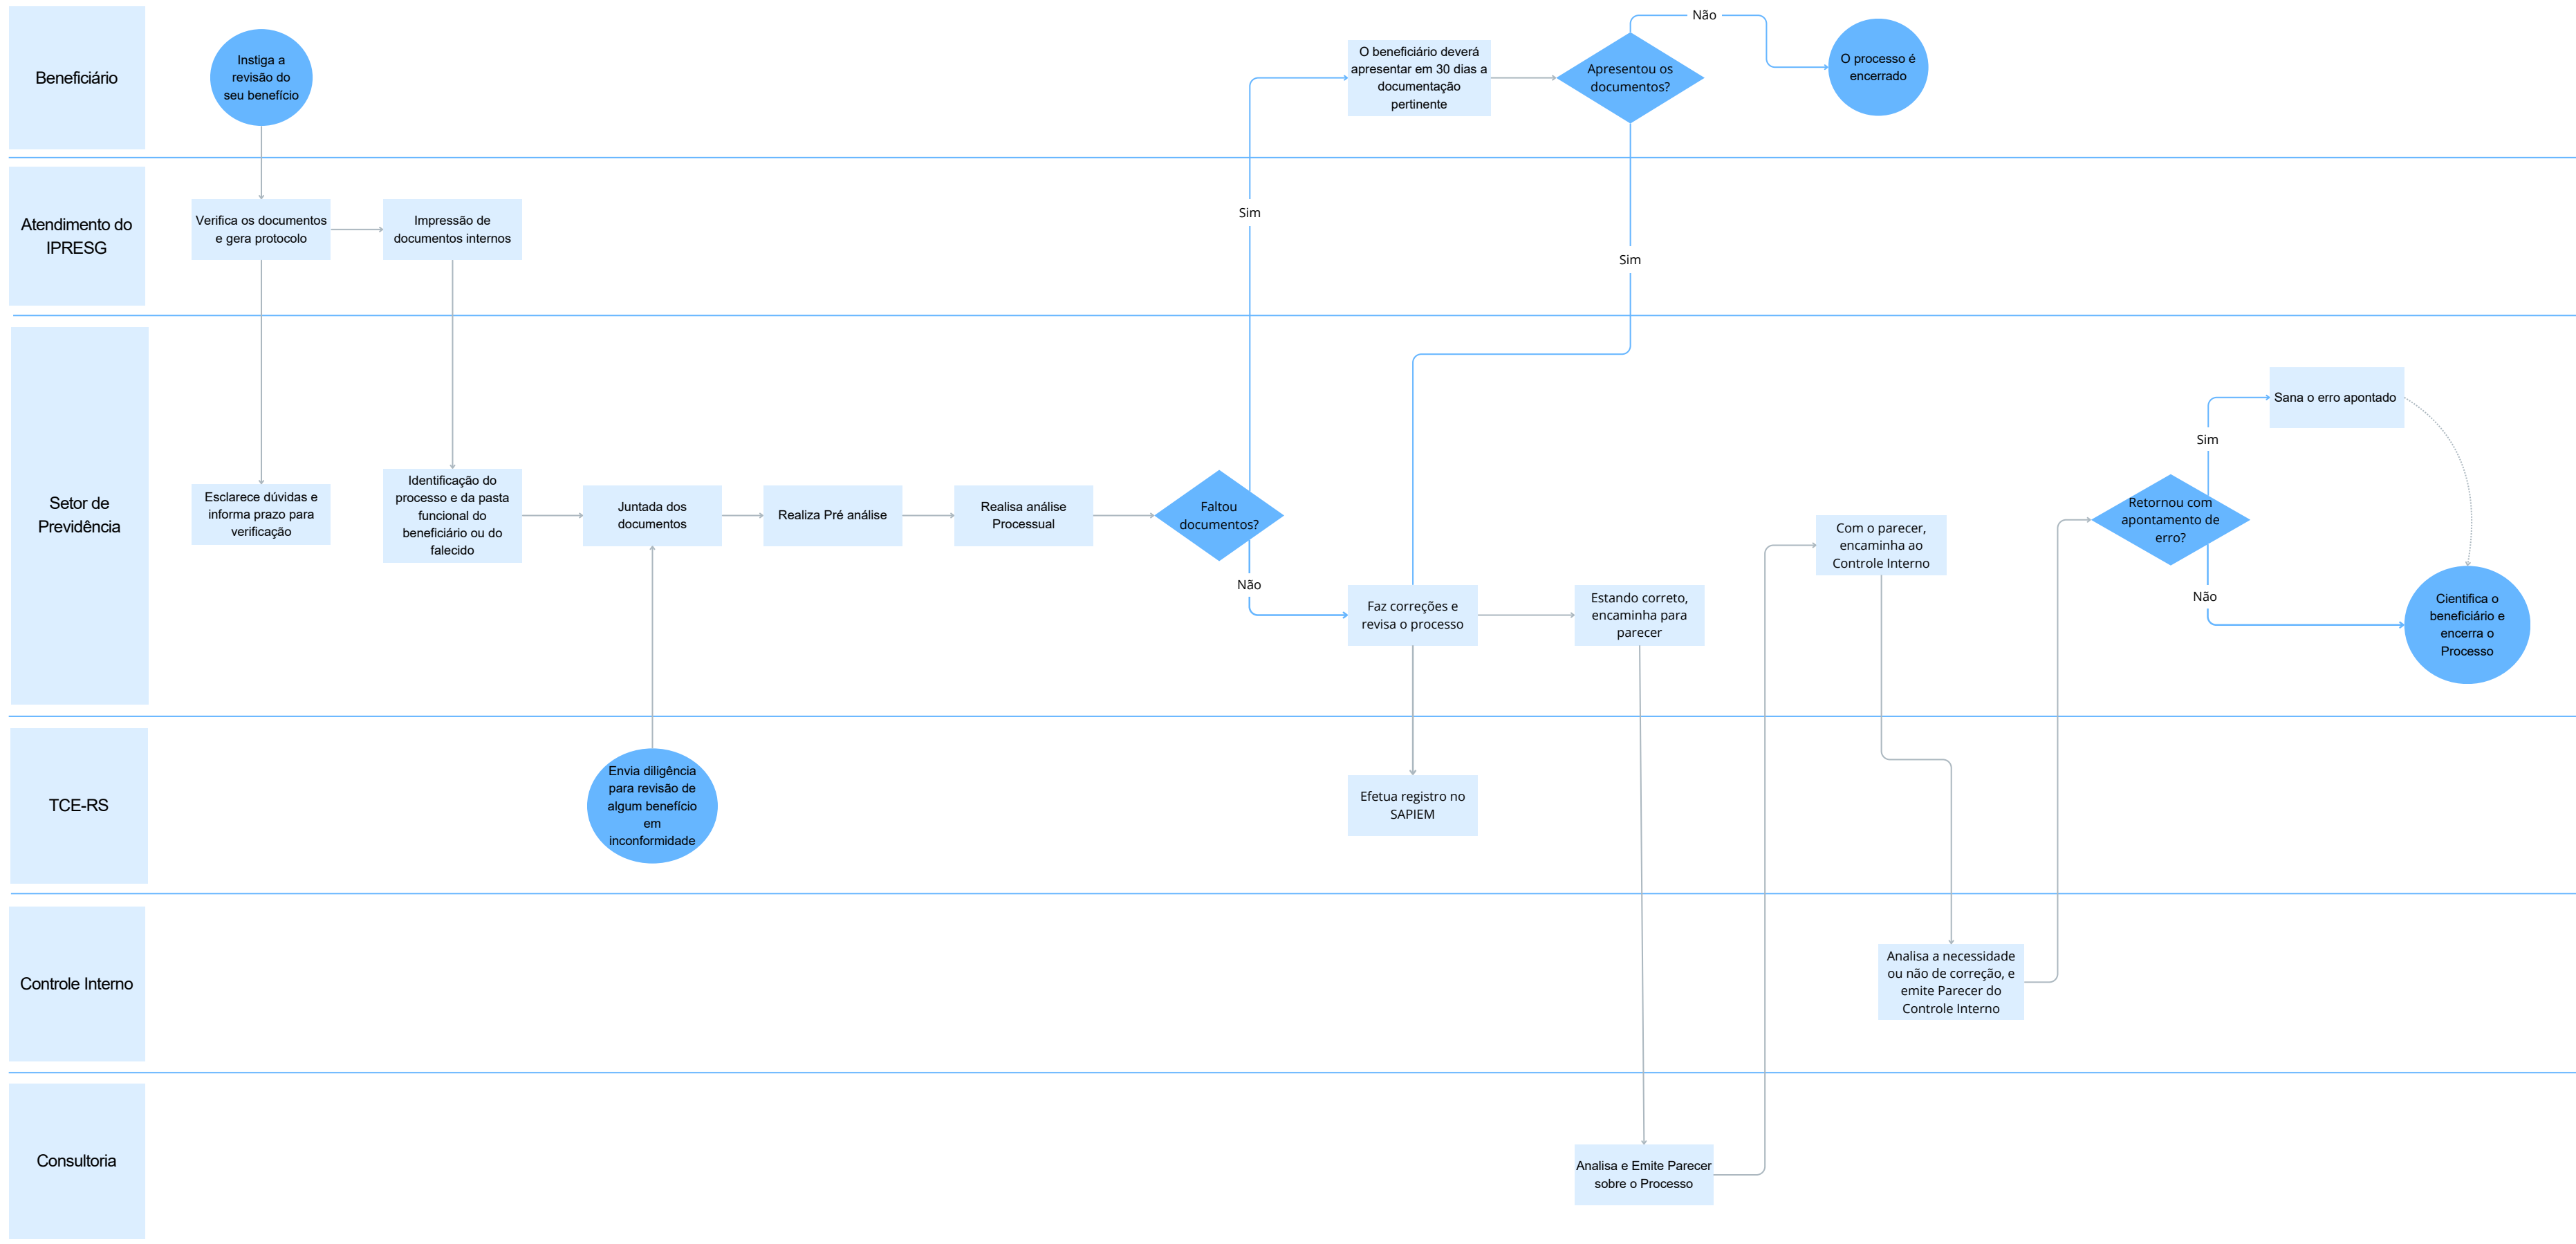 Beneficiário
Instiga a
revisão do
seu benefício
O beneficiário deverá
apresentar em 30 dias a
documentação
pertinente
Apresentou os
documentos?
Não
O processo é
encerrado
Atendimento do
IPRESG
Verifica os documentos
e gera protocolo
Impressão de
documentos internos
Sim
Sim
Setor de
Previdência
Esclarece dúvidas e
informa prazo para
verificação
Identificação do
processo e da pasta
funcional do
beneficiário ou do
falecido
Juntada dos
documentos
Realiza Pré análise
Realisa análise
Processual
Faltou
documentos?
Não
Faz correções e
revisa o processo
Estando correto,
encaminha para
parecer
Com o parecer,
encaminha ao
Controle Interno
Retornou com
apontamento de
erro?
Sim
Sana o erro apontado
Não
Cientifica o
beneficiário e
encerra o
Processo
TCE-RS
Envia diligência
para revisão de
algum benefício
em
inconformidade
Efetua registro no
SAPIEM
Controle Interno
Analisa a necessidade
ou não de correção, e
emite Parecer do
Controle Interno
Consultoria
Analisa e Emite Parecer
sobre o Processo